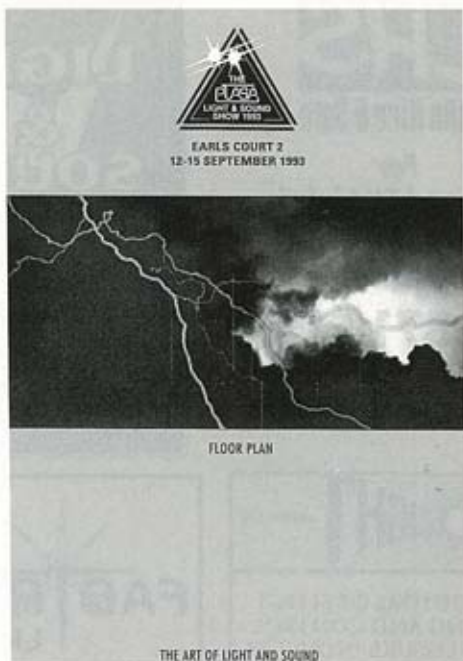 THE
PLASA
LIGHT & SOUND
SHOW 1993
EARLS COURT 2
12-15 SEPTEMBER 1993
FLOOR PLAN
THE ART OF LIGHT AND SOUND